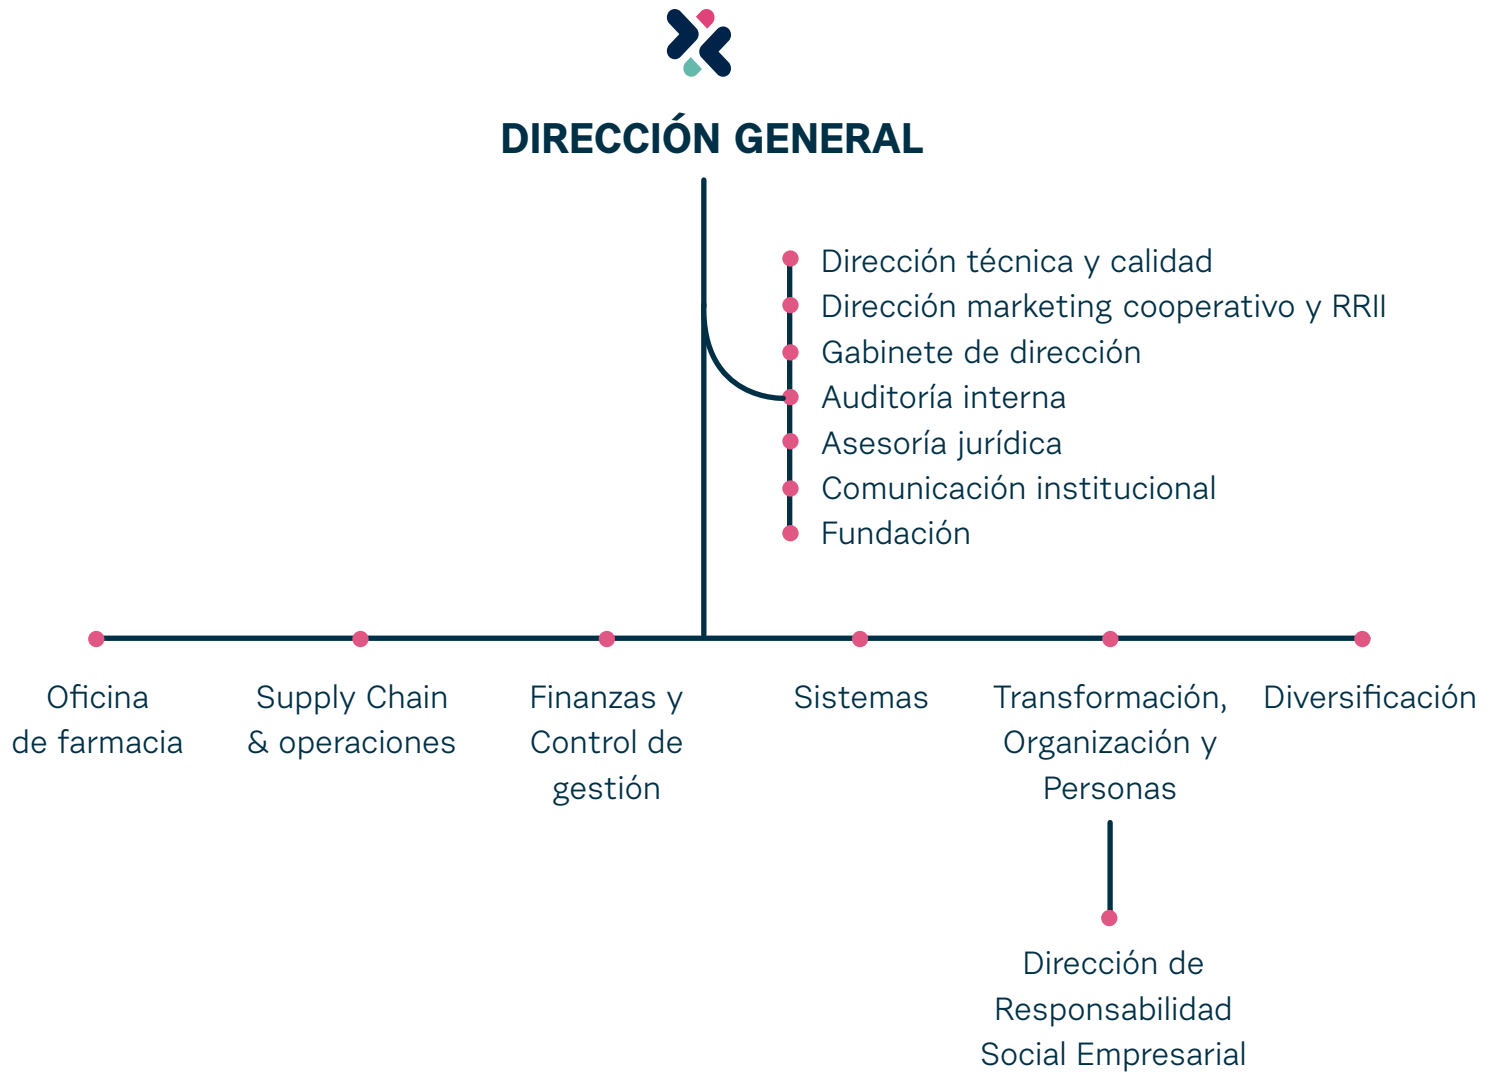 DIRECCIÓN GENERAL
Dirección técnica y calidad
Dirección marketing cooperativo y RRII
Gabinete de dirección
Auditoría interna
Asesoría jurídica
Comunicación institucional
Fundación
Oficina
de farmacia
Supply Chain
& operaciones
Finanzas y
Control de
gestión
Sistemas
Transformación,
Organización y
Personas
Diversificación
Dirección de
Responsabilidad
Social Empresarial